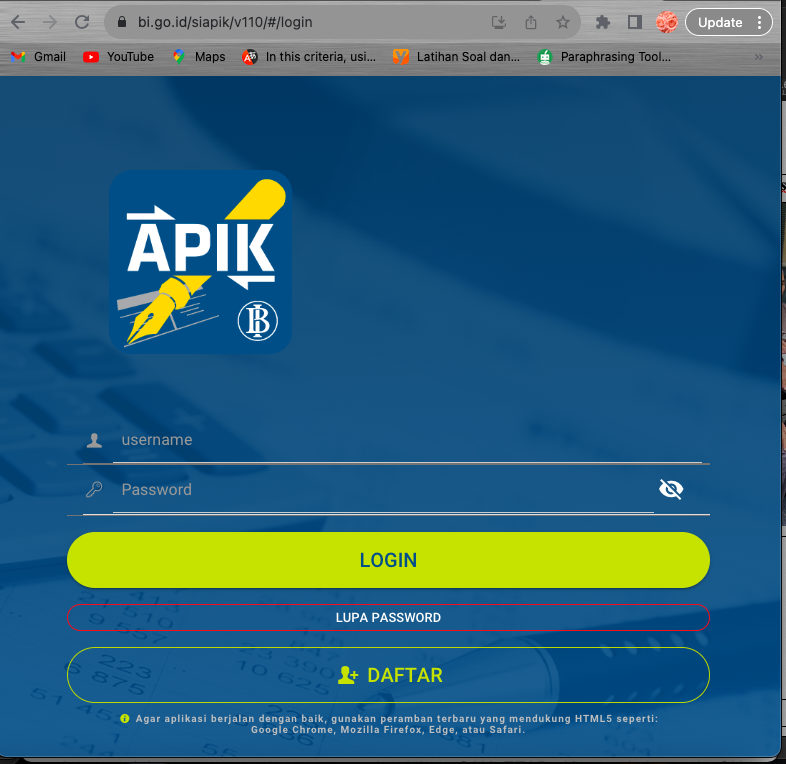 bi.go.id/siapik/v110/#/login
Update
Gmail
YouTube
Maps
In this criteria, usi...
Latihan Soal dan...
Paraphrasing Tool...
»
APIK
BI
username
Password
LOGIN
LUPA PASSWORD
DAFTAR
Agar aplikasi berjalan dengan baik, gunakan peramban terbaru yang mendukung HTML5 seperti:
Google Chrome, Mozilla Firefox, Edge, atau Safari.